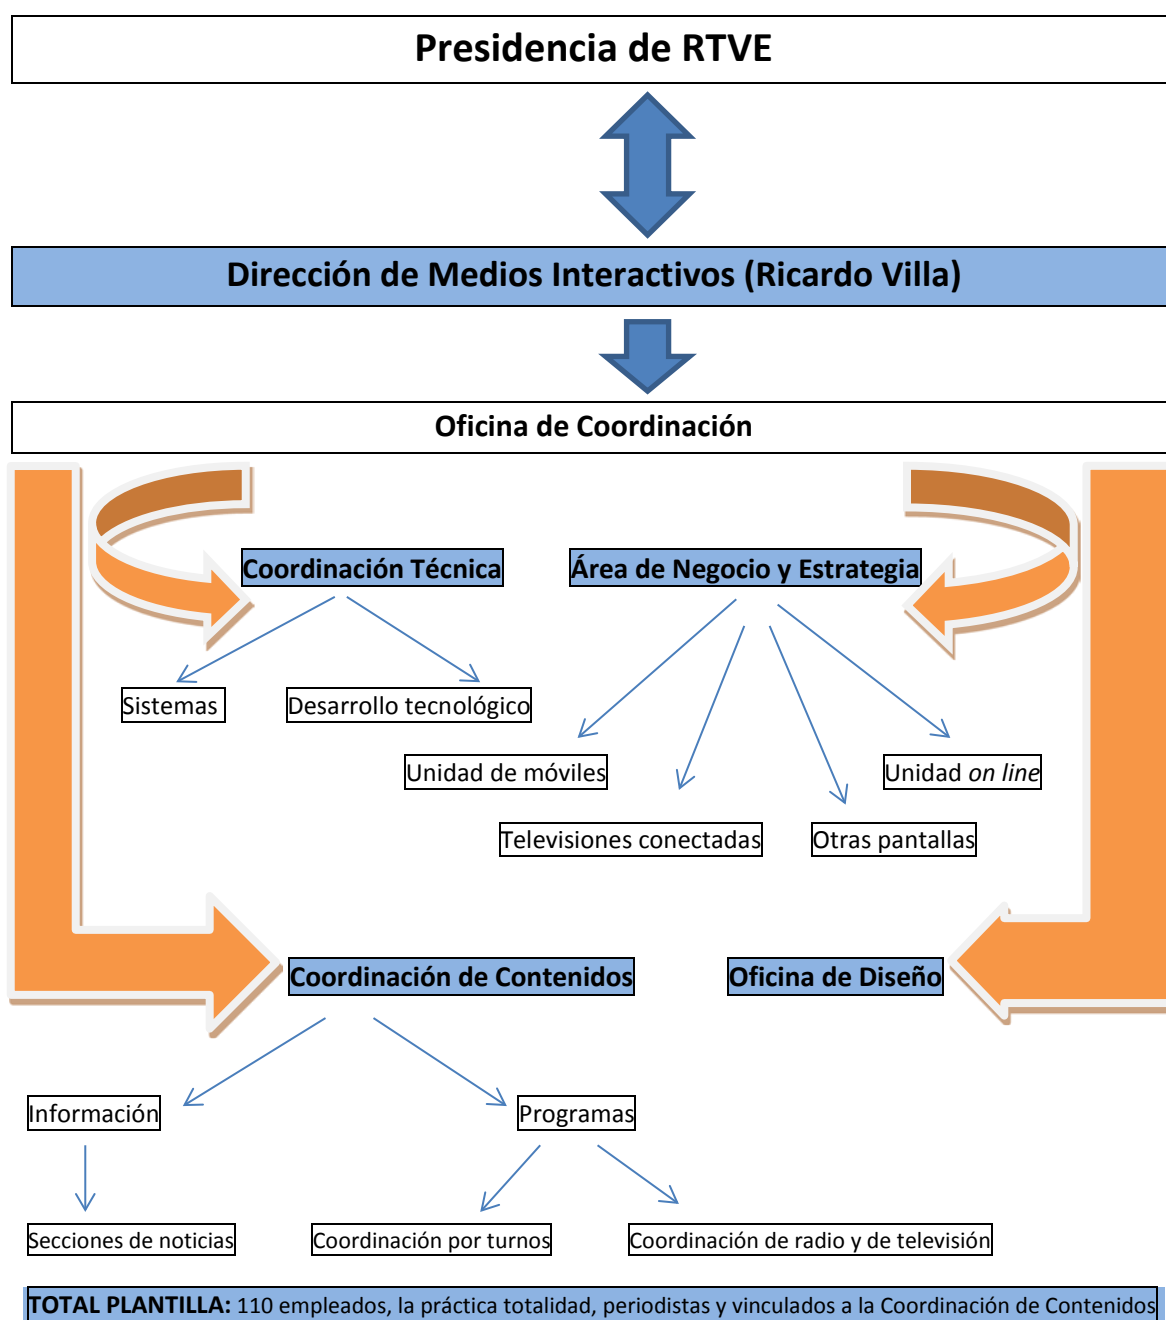 Presidencia de RTVE
Dirección de Medios Interactivos (Ricardo Villa)
Oficina de Coordinación
Coordinación Técnica
Área de Negocio y Estrategia
Sistemas
Desarrollo tecnológico
Unidad de móviles
Unidad on line
Televisiones conectadas
Otras pantallas
Coordinación de Contenidos
Oficina de Diseño
Información
Programas
Secciones de noticias
Coordinación por turnos
Coordinación de radio y de televisión
TOTAL PLANTILLA: 110 empleados, la práctica totalidad, periodistas y vinculados a la Coordinación de Contenidos